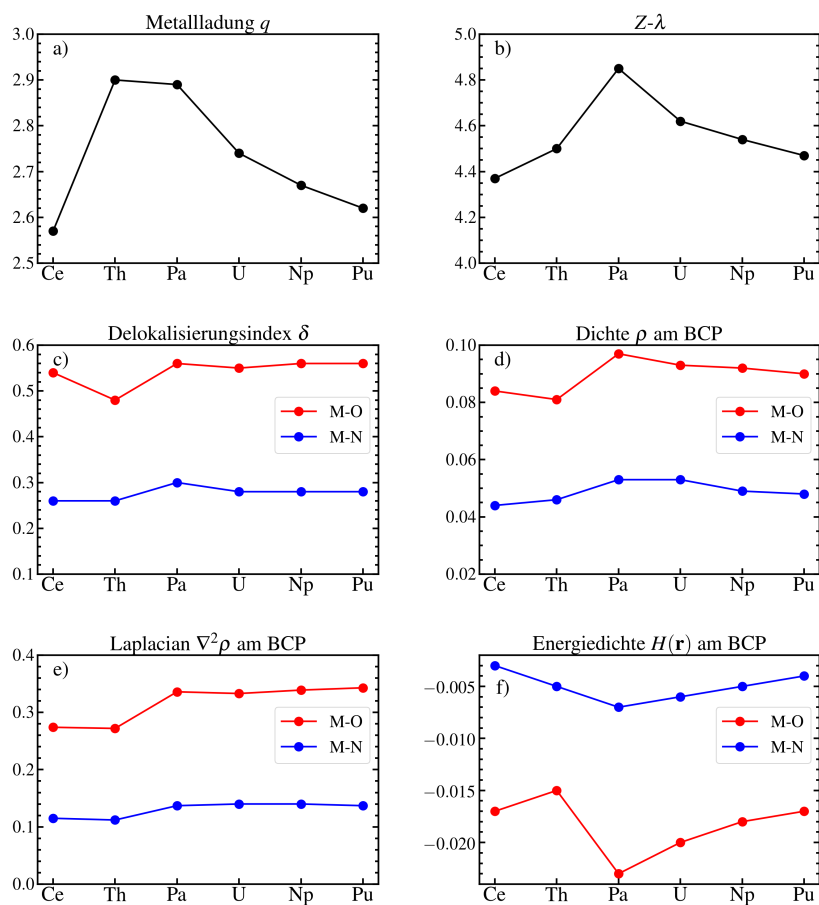 Metallladung q
a)
3.0
2.9
2.8
2.7
2.6
2.5
Ce Th Pa U Np Pu
Z-λ
b)
5.0
4.8
4.6
4.4
4.2
4.0
Ce Th Pa U Np Pu
Delokalisierungsindex δ
c)
0.6
0.5
0.4
0.3
0.2
0.1
M-O
M-N
Ce Th Pa U Np Pu
Dichte ρ am BCP
d)
0.10
0.08
0.06
0.04
0.02
M-O
M-N
Ce Th Pa U Np Pu
Laplacian ∇²ρ am BCP
e)
0.4
0.3
0.2
0.1
0.0
M-O
M-N
Ce Th Pa U Np Pu
Energiedichte H(r) am BCP
f)
−0.005
−0.010
−0.015
−0.020
M-O
M-N
Ce Th Pa U Np Pu